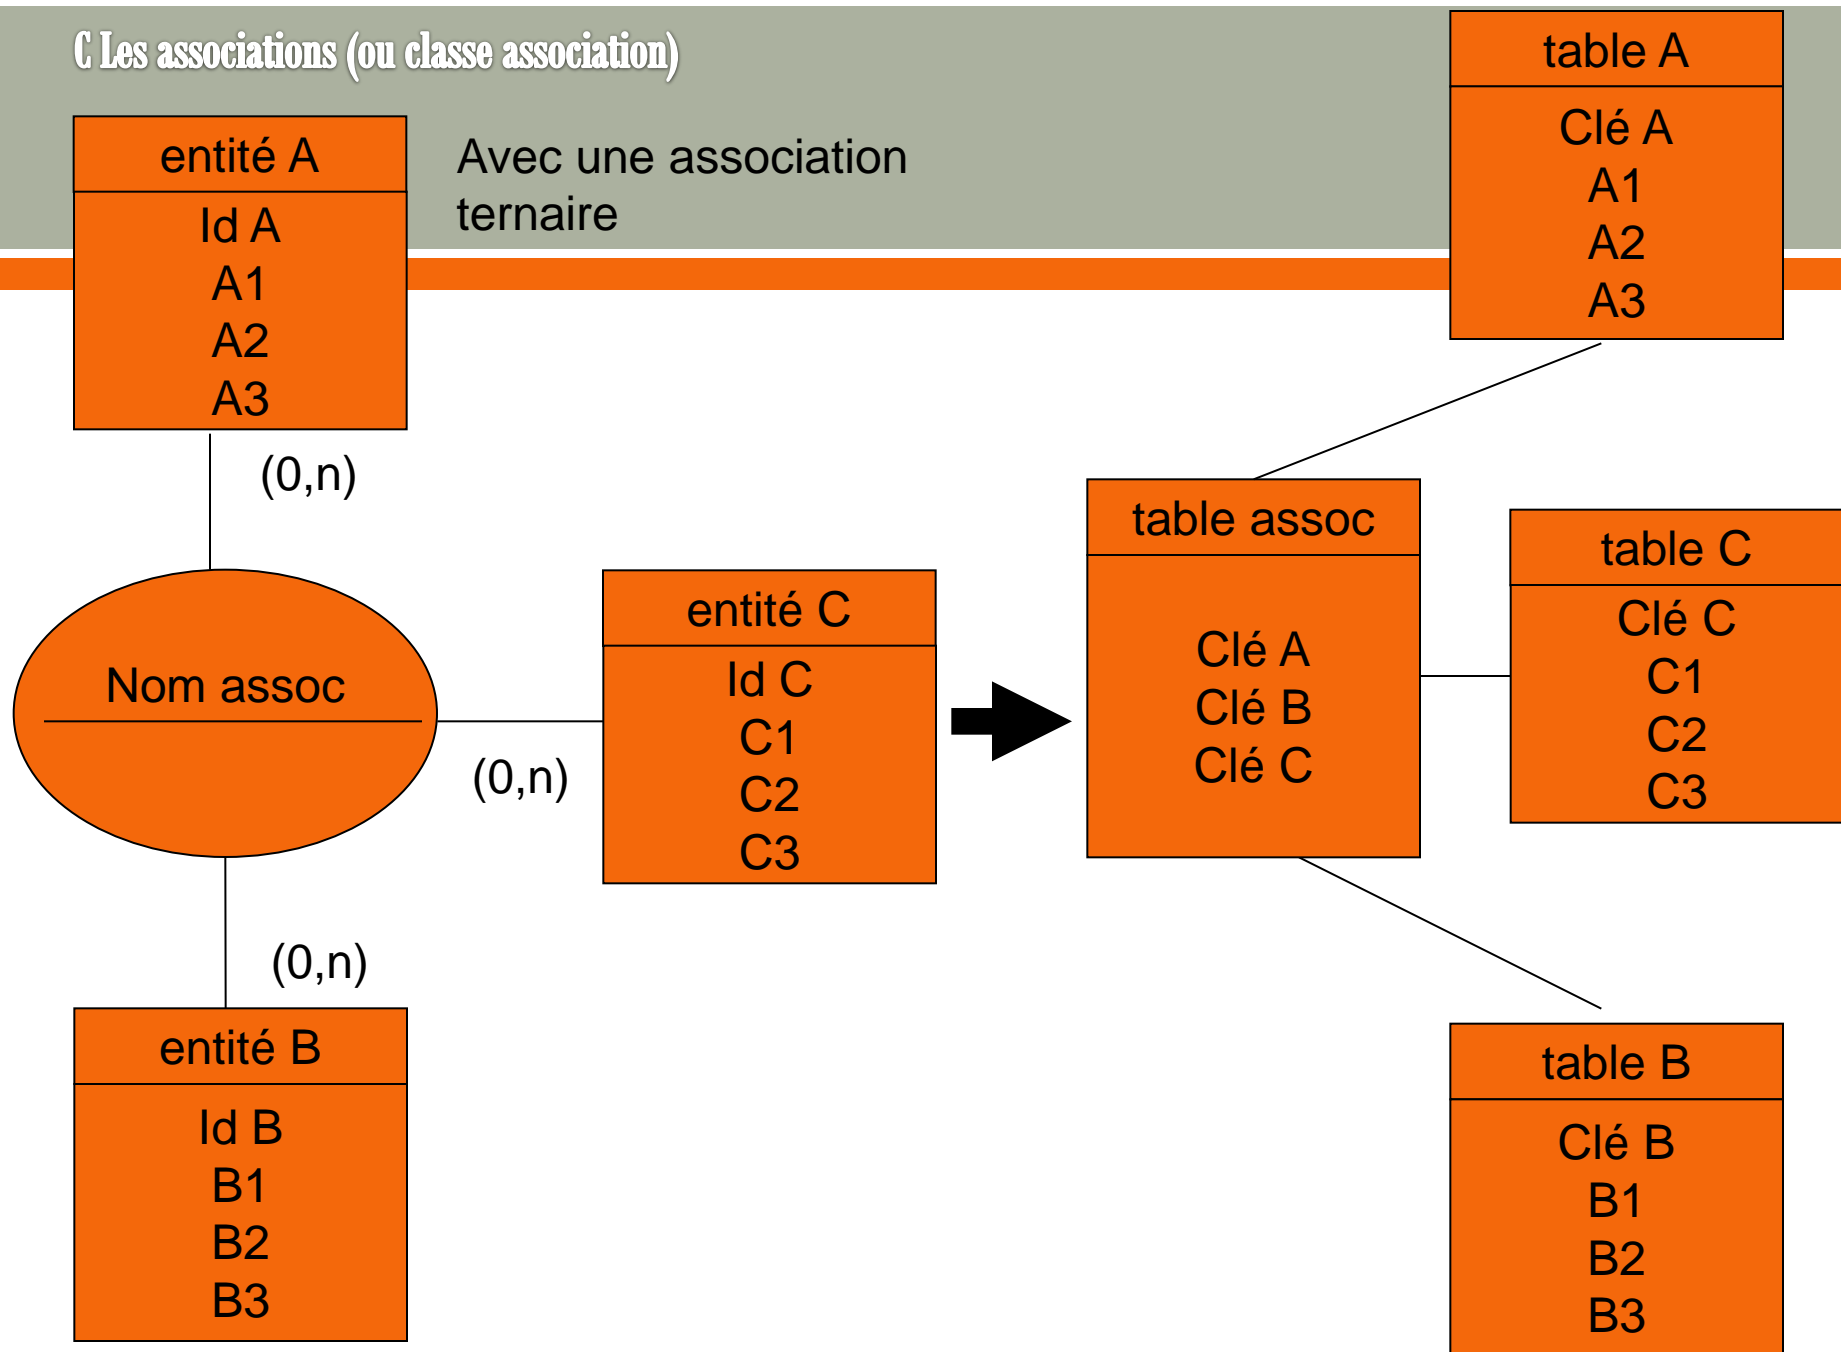 C Les associations (ou classe association)
Avec une association
ternaire
entité A
Id A
A1
A2
A3
(0,n)
Nom assoc
(0,n)
entité C
Id C
C1
C2
C3
(0,n)
entité B
Id B
B1
B2
B3
table A
Clé A
A1
A2
A3
table assoc
Clé A
Clé B
Clé C
table C
Clé C
C1
C2
C3
table B
Clé B
B1
B2
B3